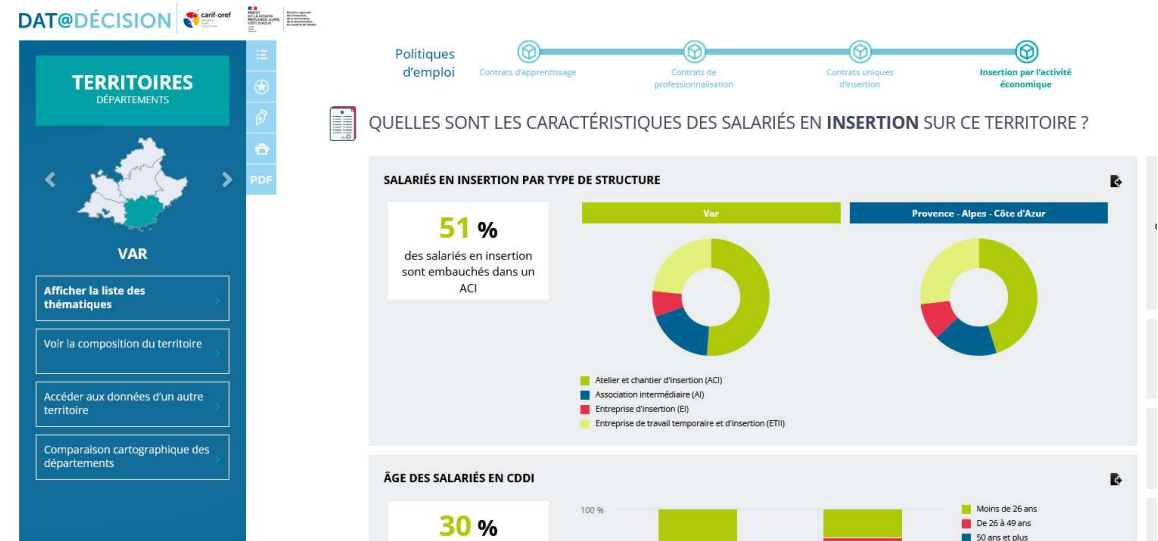 DAT@DÉCISION
carif-oref
TERRITOIRES
DÉPARTEMENTS
PDF
VAR
Afficher la liste des
thématiques
Voir la composition du territoire
Accéder aux données d'un autre
territoire
Comparaison cartographique des
départements
Politiques
d'emploi
Contrats d'apprentissage
Contrats de
professionnalisation
Contrats uniques
d'insertion
Insertion par l'activité
économique
QUELLES SONT LES CARACTÉRISTIQUES DES SALARIÉS EN INSERTION SUR CE TERRITOIRE ?
SALARIÉS EN INSERTION PAR TYPE DE STRUCTURE
51 %
des salariés en insertion
sont embauchés dans un
ACI
Var
Provence - Alpes - Côte d'Azur
Atelier et chantier d'insertion (ACI)
Association intermédiaire (AI)
Entreprise d'insertion (EI)
Entreprise de travail temporaire et d'insertion (ETII)
ÂGE DES SALARIÉS EN CDDI
30 %
100 %
Moins de 26 ans
De 26 à 49 ans
50 ans et plus